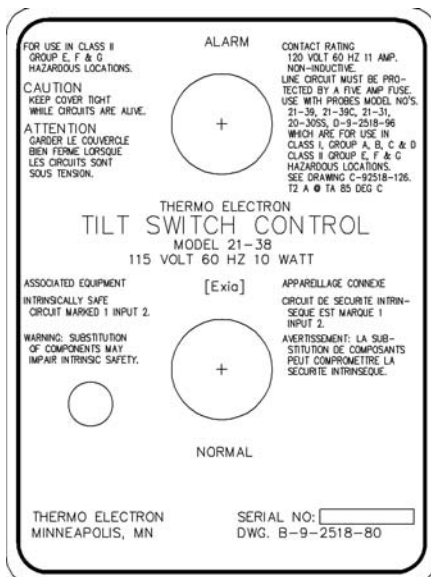 FOR USE IN CLASS II
GROUP E, F & G
HAZARDOUS LOCATIONS.
CAUTION
KEEP COVER TIGHT
WHILE CIRCUITS ARE ALIVE.
ATTENTION
GARDER LE COUVERCLE
BIEN FERME LORSQUE
LES CIRCUITS SONT
SOUS TENSION.
ALARM
CONTACT RATING
120 VOLT 60 HZ 11 AMP.
NON-INDUCTIVE.
LINE CIRCUIT MUST BE PRO-
TECTED BY A FIVE AMP FUSE.
USE WITH PROBES MODEL NO'S.
21-39, 21-39C, 21-31,
20-30SS, D-9-2518-96
WHICH ARE FOR USE IN
CLASS I, GROUP A, B, C & D
CLASS II GROUP E, F & G
HAZARDOUS LOCATIONS.
SEE DRAWING C-92518-126.
T2 A @ TA 85 DEG C
THERMO ELECTRON
TILT SWITCH CONTROL
MODEL 21-38
115 VOLT 60 HZ 10 WATT
ASSOCIATED EQUIPMENT
INTRINSICALLY SAFE
CIRCUIT MARKED 1 INPUT 2.
WARNING: SUBSTITUTION
OF COMPONENTS MAY
IMPAIR INTRINSIC SAFETY.
[Exia]
APPAREILLAGE CONNEXE
CIRCUIT DE SECURITE INTRIN-
SEQUE EST MARQUE 1
INPUT 2.
AVERTISSEMENT: LA SUB-
STITUTION DE COMPOSANTS
PEUT COMPROMETTRE LA
SECURITE INTRINSEQUE.
NORMAL
THERMO ELECTRON
MINNEAPOLIS, MN
SERIAL NO:
DWG. B-9-2518-80